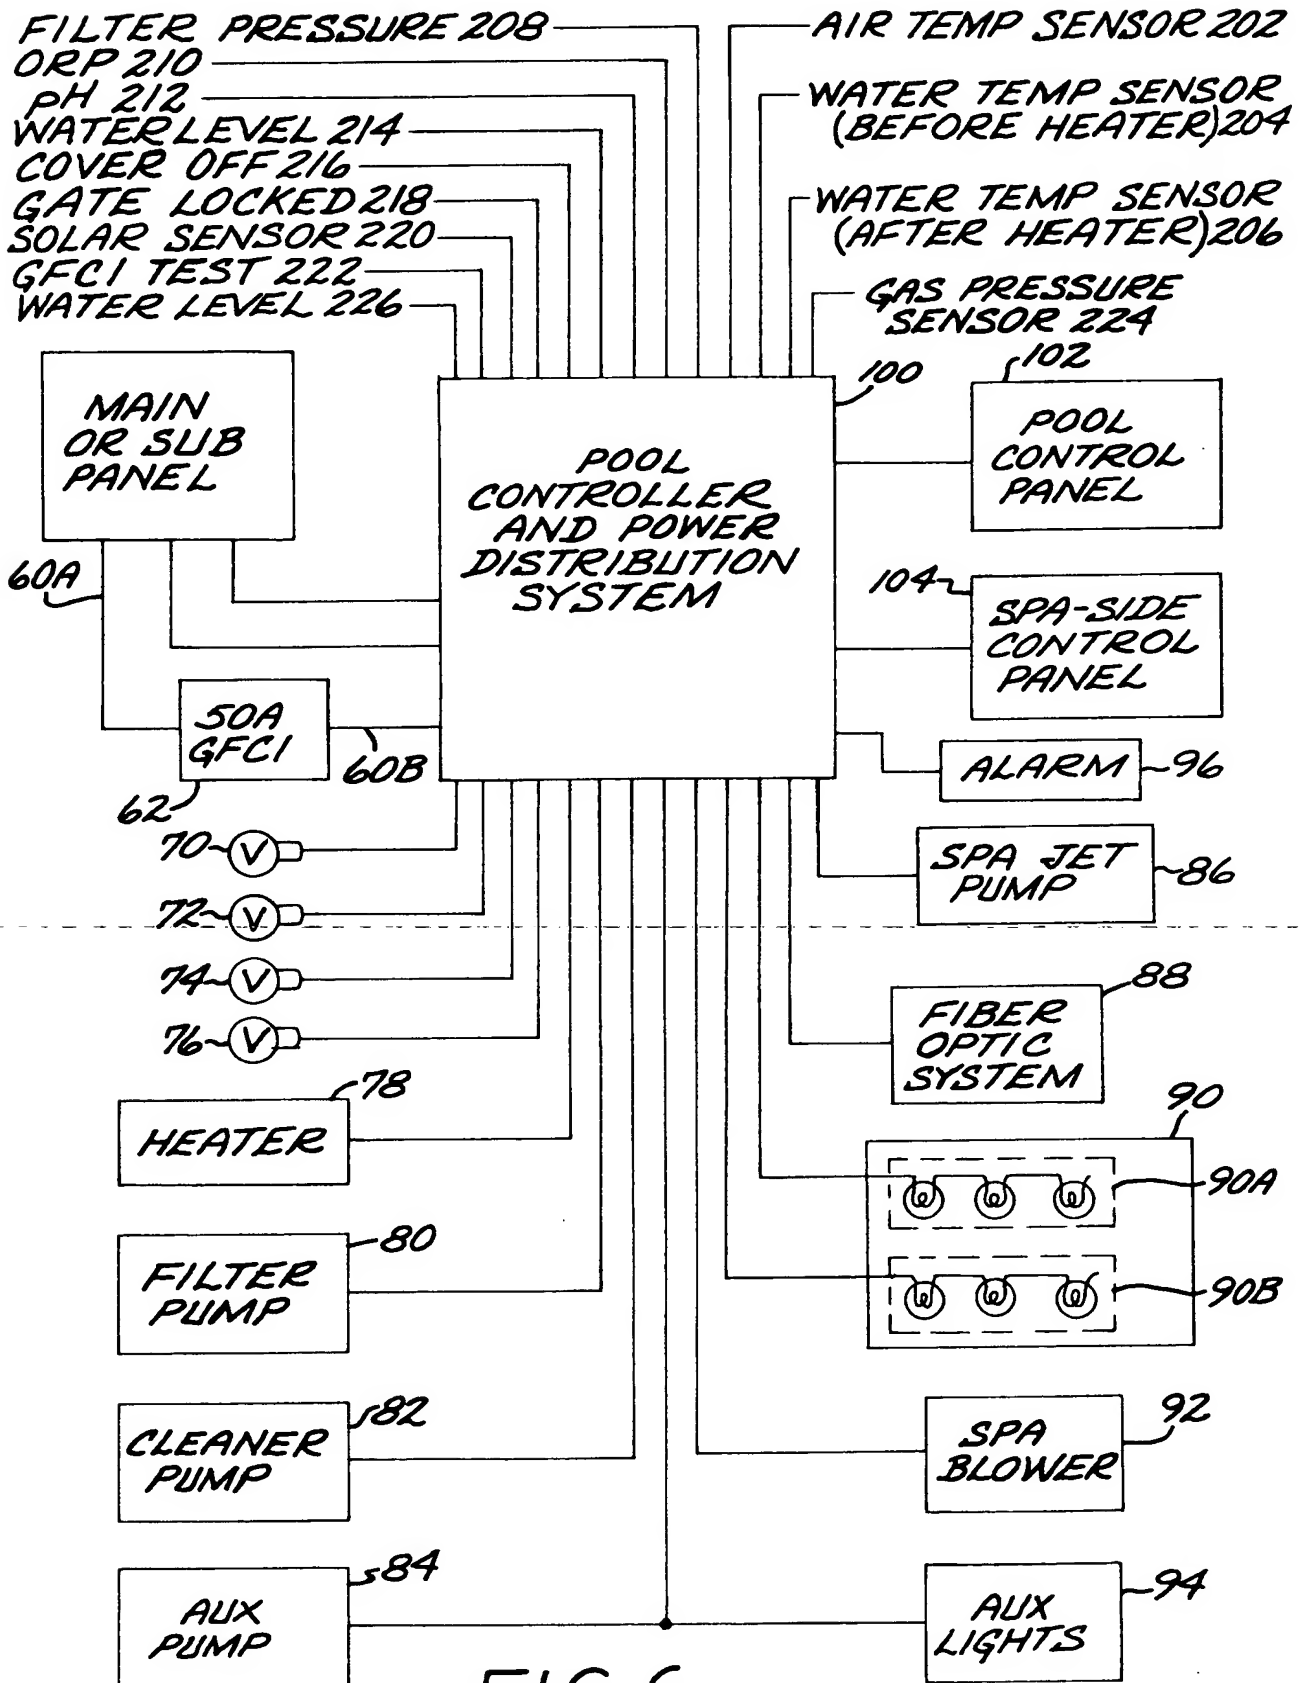 FILTER PRESSURE 208
ORP 210
pH 212
WATER LEVEL 214
COVER OFF 216
GATE LOCKED 218
SOLAR SENSOR 220
GFCI TEST 222
WATER LEVEL 226
AIR TEMP SENSOR 202
WATER TEMP SENSOR
(BEFORE HEATER) 204
WATER TEMP SENSOR
(AFTER HEATER) 206
GAS PRESSURE
SENSOR 224
MAIN
OR SUB
PANEL
100
POOL
CONTROLLER
AND POWER
DISTRIBUTION
SYSTEM
102
POOL
CONTROL
PANEL
60A
104
SPA-SIDE
CONTROL
PANEL
50A
GFCI
60B
62
ALARM
96
70
V
72
V
74
V
76
V
SPA JET
PUMP
86
88
FIBER
OPTIC
SYSTEM
78
HEATER
90
90A
90B
80
FILTER
PUMP
82
CLEANER
PUMP
92
SPA
BLOWER
84
AUX
PUMP
94
AUX
LIGHTS
FIG. 6